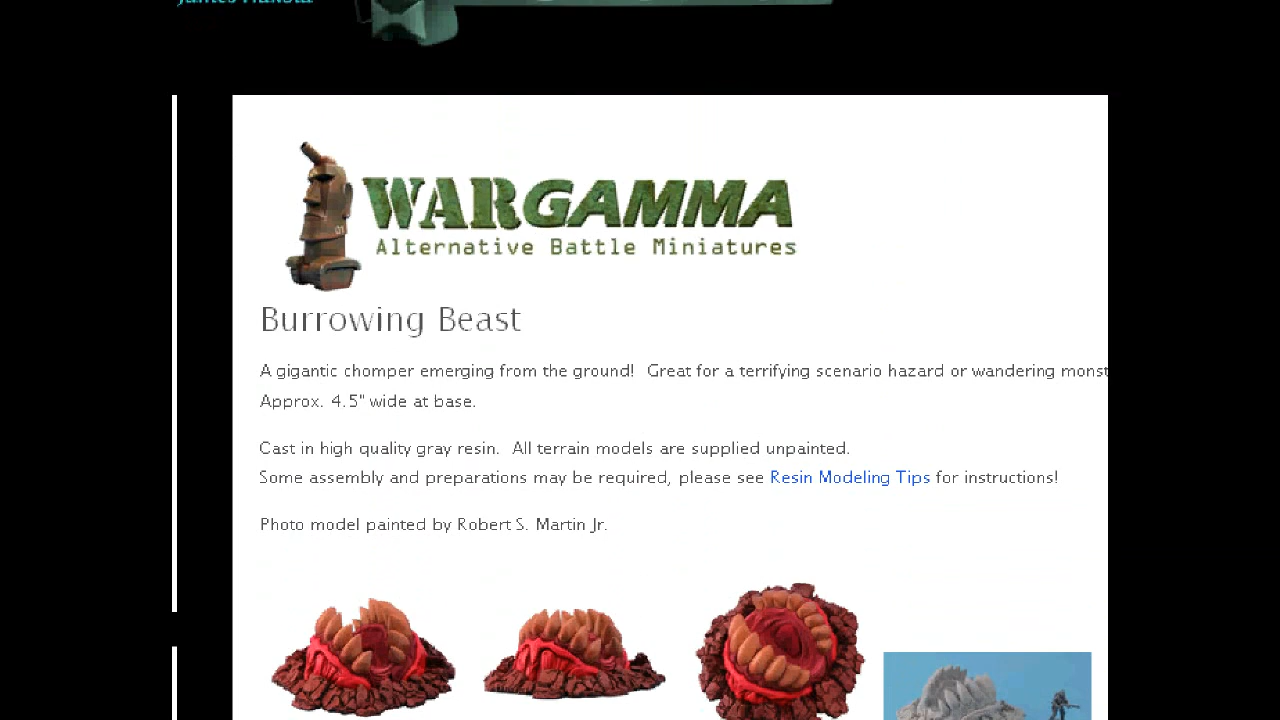 WARGAMMA
Alternative Battle Miniatures
Burrowing Beast
A gigantic chomper emerging from the ground! Great for a terrifying scenario hazard or wandering monst
Approx. 4.5" wide at base.
Cast in high quality gray resin. All terrain models are supplied unpainted.
Some assembly and preparations may be required, please see Resin Modeling Tips for instructions!
Photo model painted by Robert S. Martin Jr.